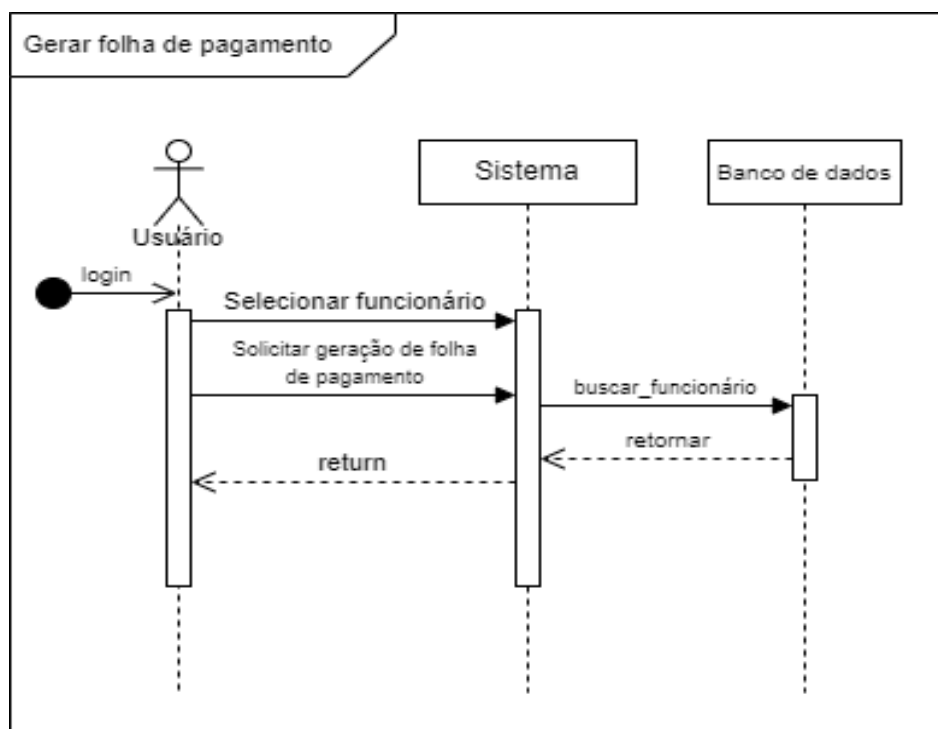 Gerar folha de pagamento
Sistema
Banco de dados
Usuário
login
Selecionar funcionário
Solicitar geração de folha
de pagamento
buscar_funcionário
retornar
return